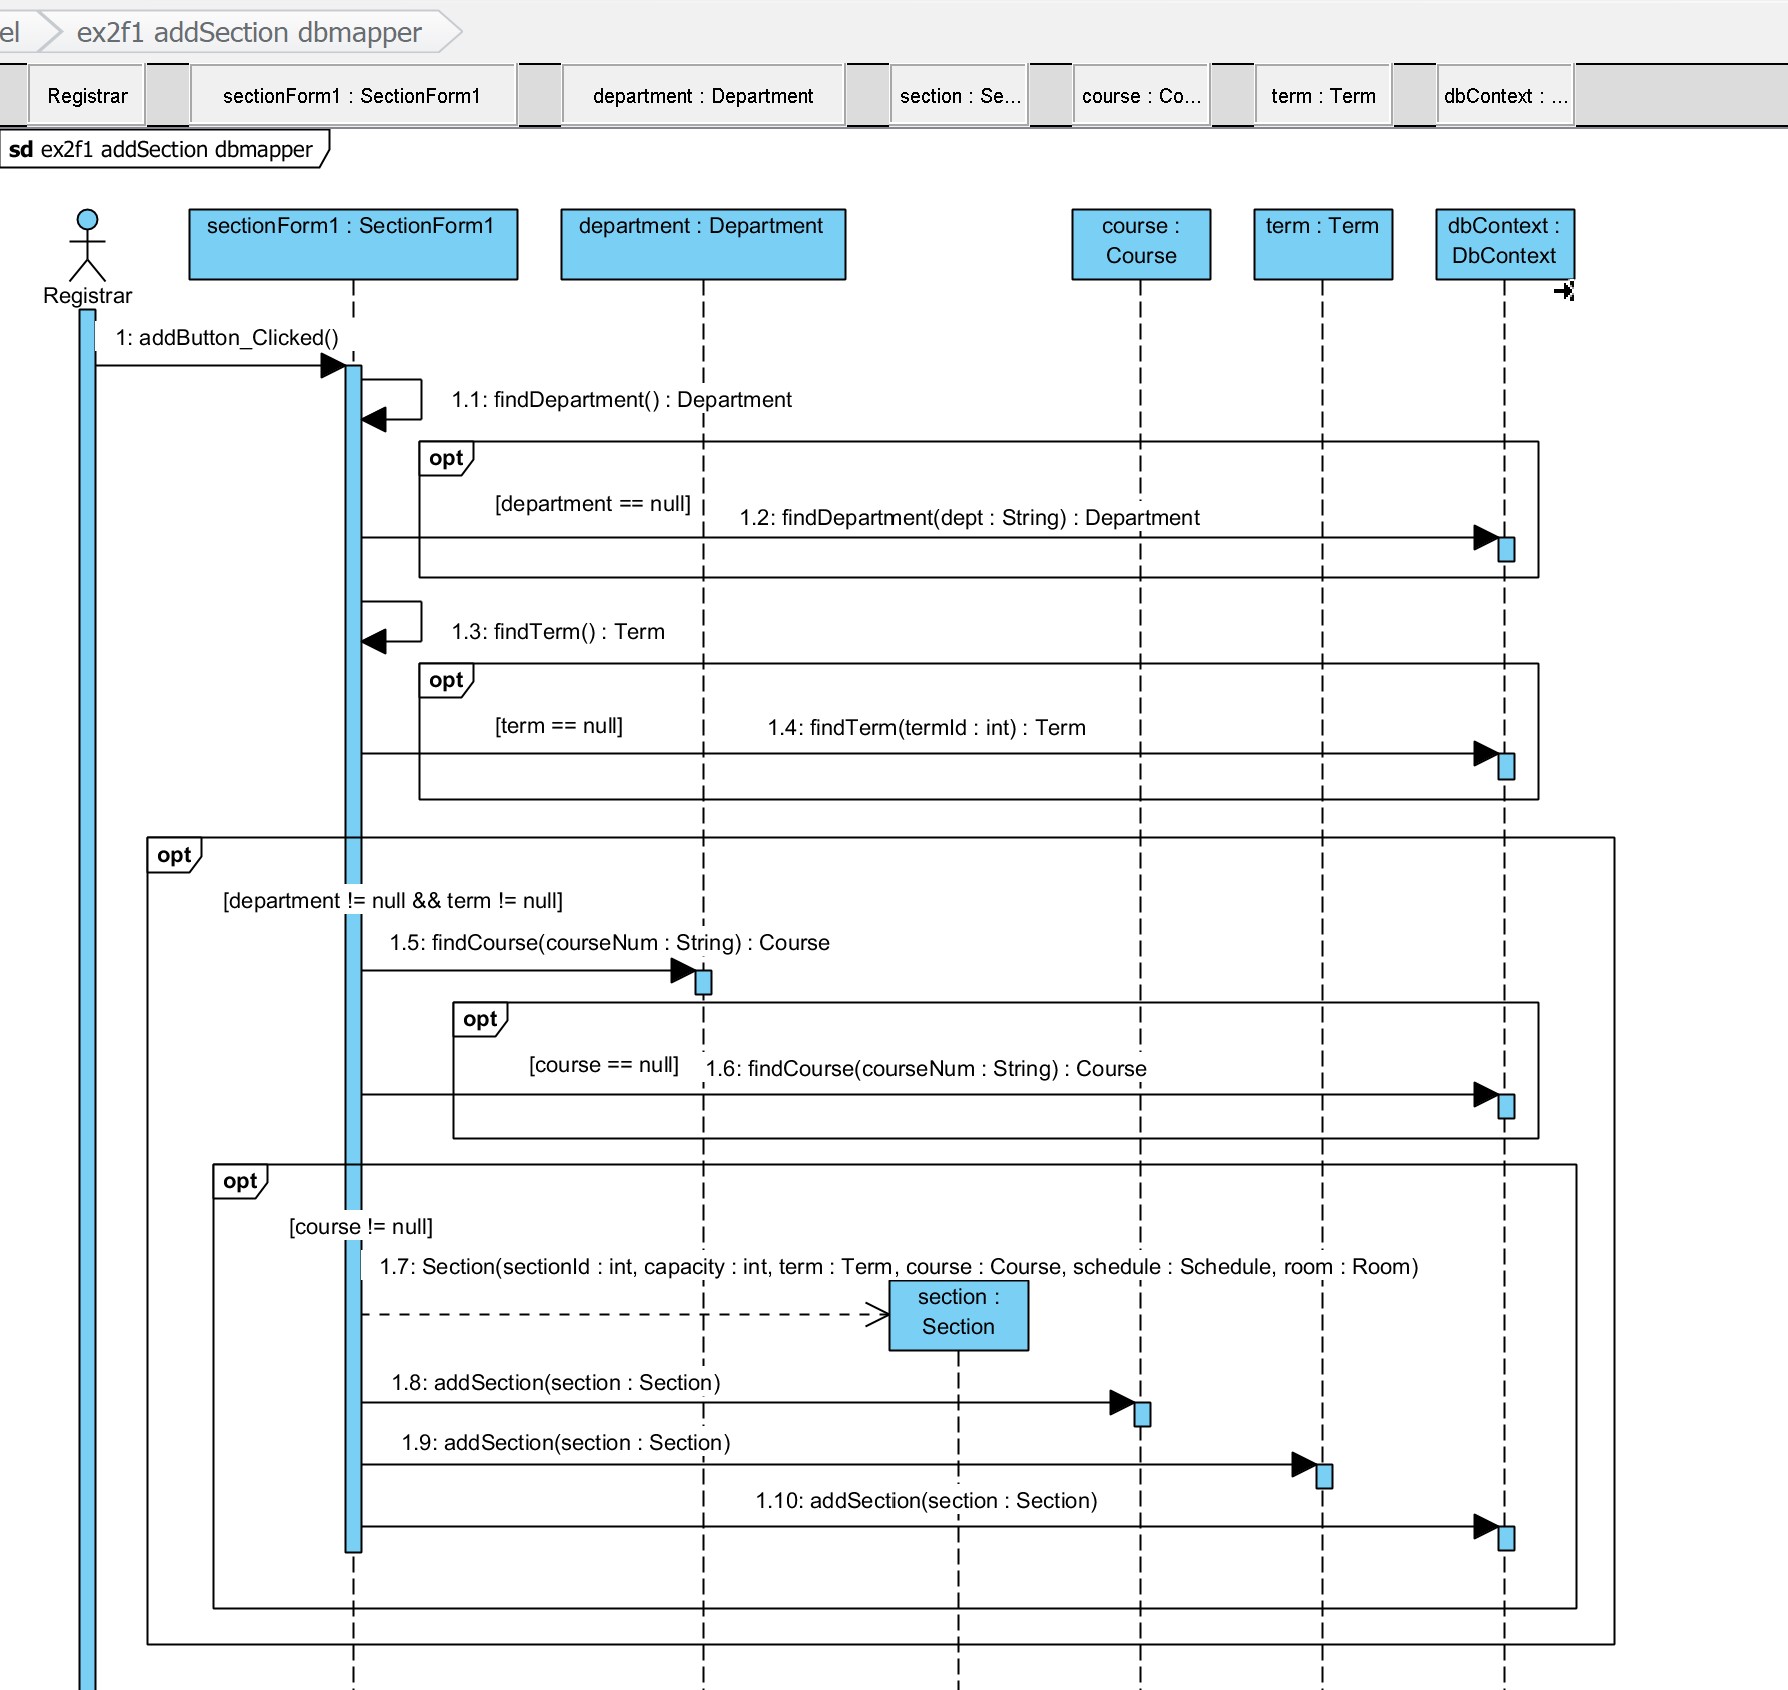 el
ex2f1 addSection dbmapper
Registrar
sectionForm1 : SectionForm1
department : Department
section : Se...
course : Co...
term : Term
dbContext : ...
sd ex2f1 addSection dbmapper
sectionForm1 : SectionForm1
department : Department
course :
Course
term : Term
dbContext :
DbContext
Registrar
1: addButton_Clicked()
1.1: findDepartment() : Department
opt
[department == null]
1.2: findDepartment(dept : String) : Department
1.3: findTerm() : Term
opt
[term == null]
1.4: findTerm(termId : int) : Term
opt
[department != null && term != null]
1.5: findCourse(courseNum : String) : Course
opt
[course == null]
1.6: findCourse(courseNum : String) : Course
opt
[course != null]
1.7: Section(sectionId : int, capacity : int, term : Term, course : Course, schedule : Schedule, room : Room)
section :
Section
1.8: addSection(section : Section)
1.9: addSection(section : Section)
1.10: addSection(section : Section)